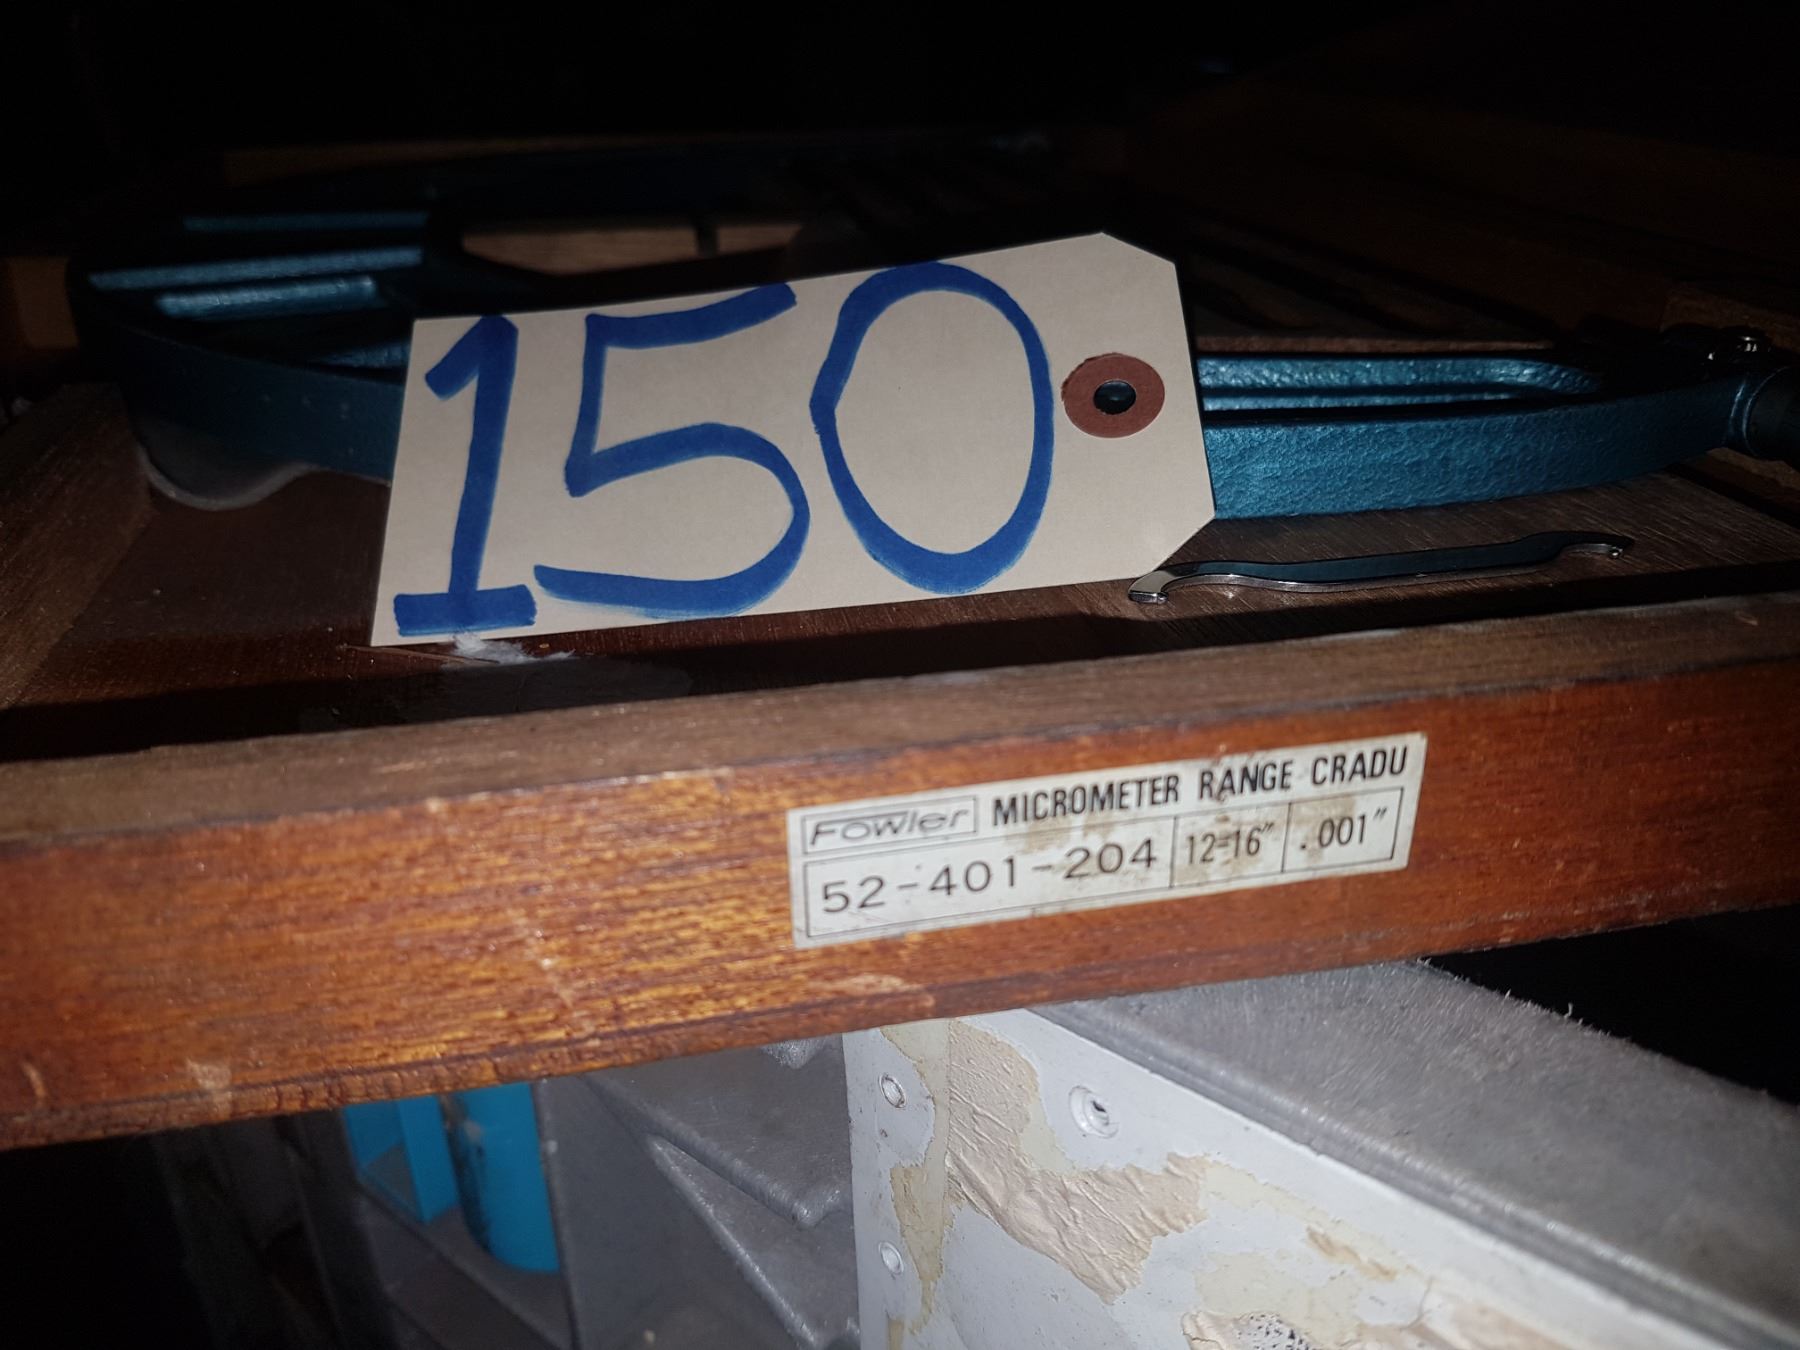 150
Fowler MICROMETER RANGE CRADU
52-401-204 12-16" .001"